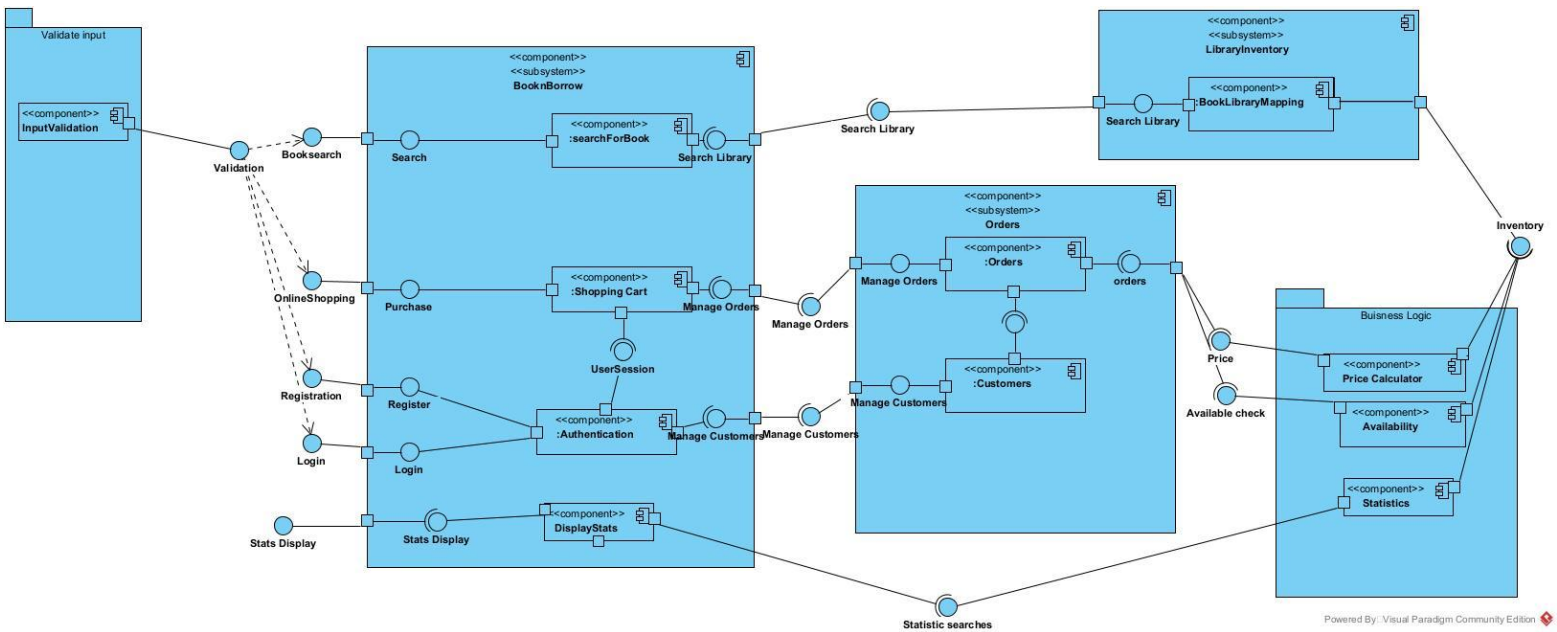 Validate input
<<component>>
InputValidation
Validation
Booksearch
OnlineShopping
Registration
Login
Stats Display
<<component>>
<<subsystem>>
BooknBorrow
Search
<<component>>
:searchForBook
Search Library
Purchase
<<component>>
:Shopping Cart
Manage Orders
UserSession
Register
<<component>>
:Authentication
Manage Customers
Login
Stats Display
<<component>>
DisplayStats
Search Library
Manage Orders
Manage Customers
Statistic searches
<<component>>
<<subsystem>>
Orders
Manage Orders
<<component>>
:Orders
orders
Manage Customers
<<component>>
:Customers
<<component>>
<<subsystem>>
LibraryInventory
Search Library
<<component>>
:BookLibraryMapping
Inventory
Price
Available check
Buisness Logic
<<component>>
Price Calculator
<<component>>
Availability
<<component>>
Statistics
Powered By: Visual Paradigm Community Edition